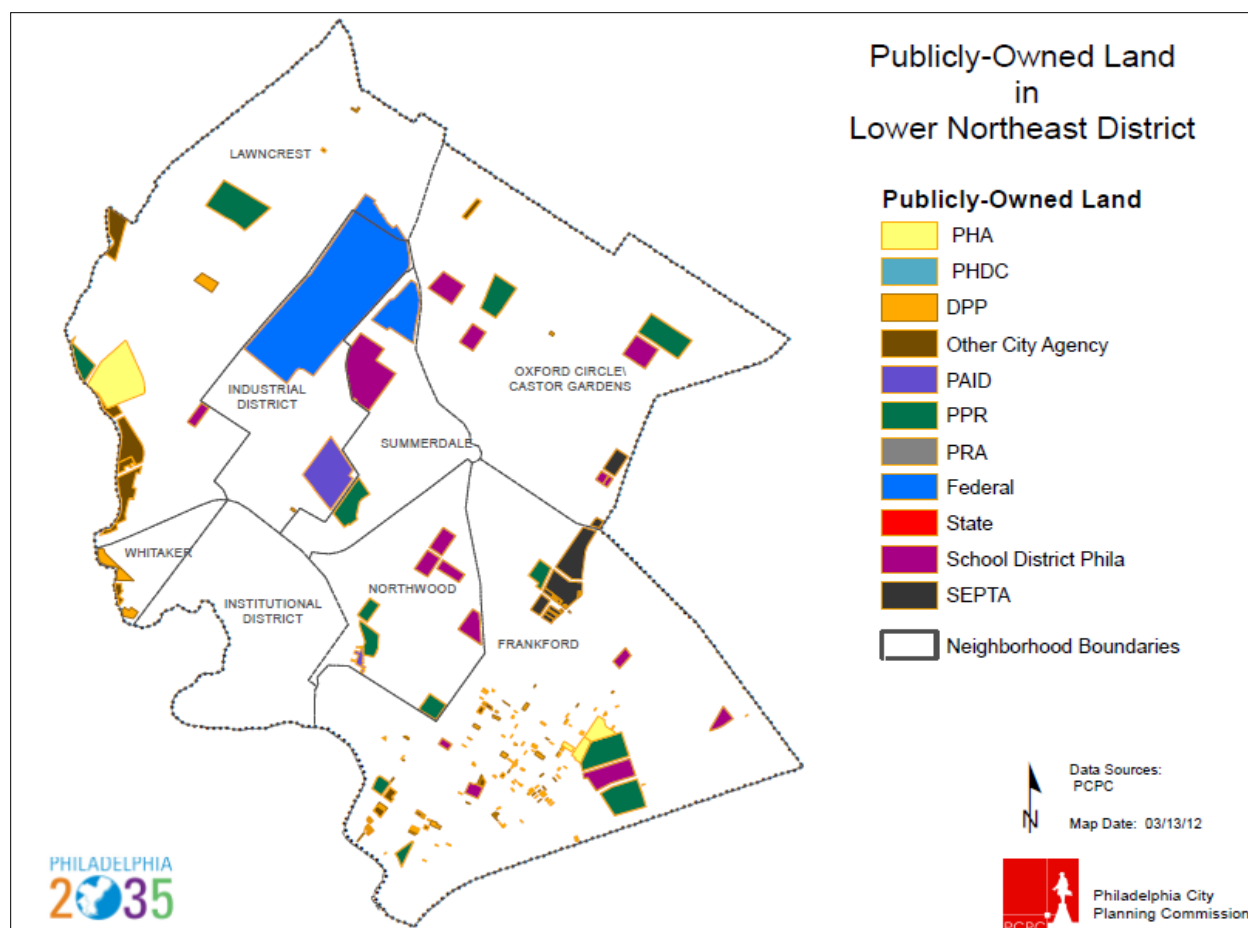 Publicly-Owned Land
in
Lower Northeast District
Publicly-Owned Land
PHA
PHDC
DPP
Other City Agency
PAID
PPR
PRA
Federal
State
School District Phila
SEPTA
Neighborhood Boundaries
LAWNCREST
OXFORD CIRCLE\
CASTOR GARDENS
INDUSTRIAL
DISTRICT
SUMMERDALE
WHITAKER
INSTITUTIONAL
DISTRICT
NORTHWOOD
FRANKFORD
N
Data Sources:
PCPC
Map Date: 03/13/12
PHILADELPHIA
2035
PCPC
Philadelphia City
Planning Commission